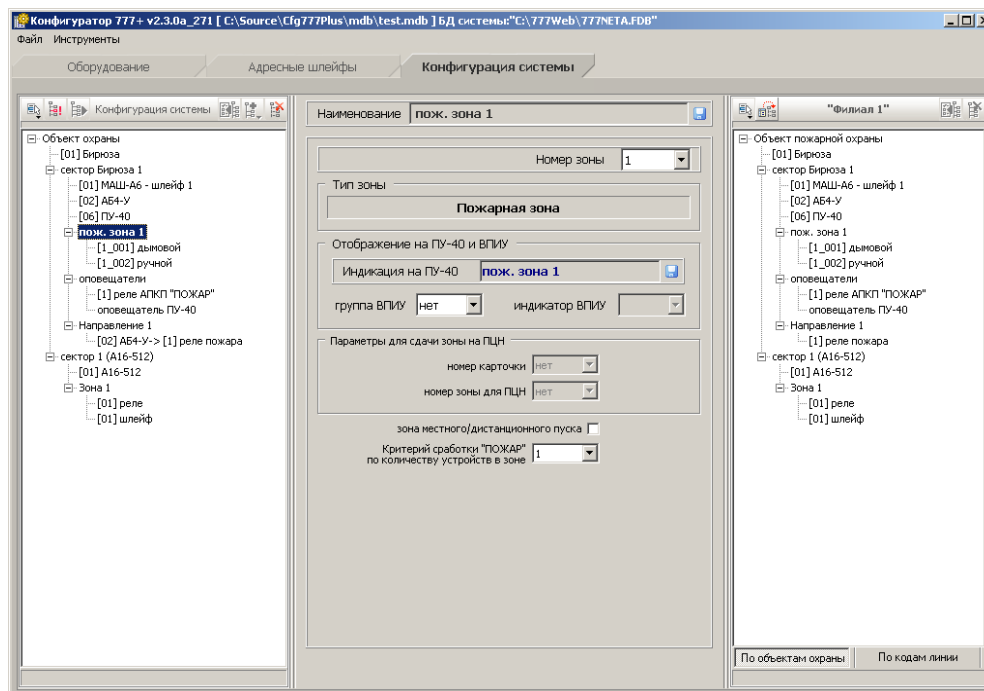 Конфигуратор 777+ v2.3.0a_271 [ C:\Source\Cfg777Plus\mdb\test.mdb ] БД системы:"C:\777Web\777NETA.FDB"
Файл Инструменты
Оборудование Адресные шлейфы Конфигурация системы
Конфигурация системы
Объект охраны
[01] Бирюза
сектор Бирюза 1
[01] МАШ-А6 - шлейф 1
[02] АБ4-У
[06] ПУ-40
пож. зона 1
[1_001] дымовой
[1_002] ручной
оповещатели
[1] реле АПКП "ПОЖАР"
оповещатель ПУ-40
Направление 1
[02] АБ4-У-> [1] реле пожара
сектор 1 (А16-512)
[01] А16-512
Зона 1
[01] реле
[01] шлейф
Наименование пож. зона 1
Номер зоны 1
Тип зоны
Пожарная зона
Отображение на ПУ-40 и ВПИУ
Индикация на ПУ-40 пож. зона 1
группа ВПИУ нет индикатор ВПИУ
Параметры для сдачи зоны на ПЦН
номер карточки нет
номер зоны для ПЦН нет
зона местного/дистанционного пуска
Критерий сработки "ПОЖАР"
по количеству устройств в зоне 1
"Филиал 1"
Объект пожарной охраны
[01] Бирюза
сектор Бирюза 1
[01] МАШ-А6 - шлейф 1
[02] АБ4-У
[06] ПУ-40
пож. зона 1
[1_001] дымовой
[1_002] ручной
оповещатели
[1] реле АПКП "ПОЖАР"
оповещатель ПУ-40
Направление 1
[1] реле пожара
сектор 1 (А16-512)
[01] А16-512
Зона 1
[01] реле
[01] шлейф
По объектам охраны По кодам линии